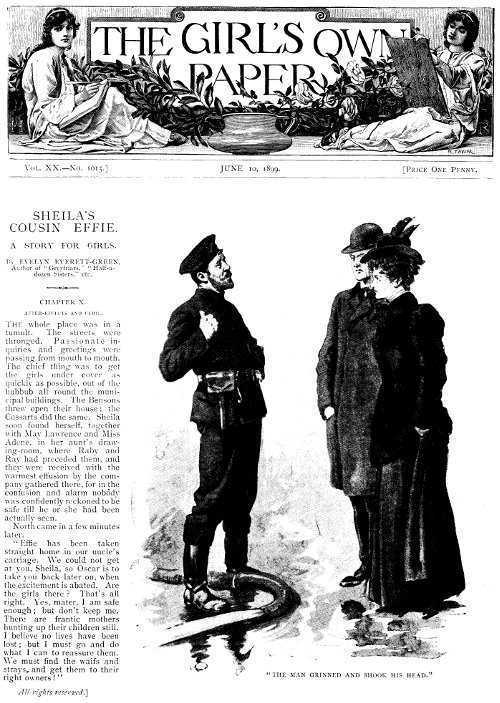 THE GIRL'S OWN
PAPER
VOL. XX.—No. 1015.]
JUNE 10, 1899.
[PRICE ONE PENNY.
SHEILA'S
COUSIN EFFIE.
A STORY FOR GIRLS.
By EVELYN EVERETT-GREEN,
Author of "Greyfriars," "Half-a-
dozen Sisters," etc.
CHAPTER X.
THE whole place was in a
tumult. The streets were
thronged. Passionate in-
quiries and greetings were
passing from mouth to mouth.
The chief thing was to get
the girls under cover as
quickly as possible, out of the
hubbub all round the muni-
cipal buildings. The Bensons
threw open their house; the
Cossarts did the same. Sheila
soon found herself, together
with May Lawrence and Miss
Adene, in her aunt's draw-
ing-room, where Raby and
Ray had preceded them, and
they were received with the
warmest effusion by the com-
pany gathered there, for in the
confusion and alarm nobody
was confidently reckoned to be
safe till he or she had been
actually seen.
North came in a few minutes
later.
"Effie has been taken
straight home in our uncle's
carriage. We could not get
at you, Sheila, so Oscar is to
take you back later on, when
the excitement is abated. Are
the girls there? That's all
right. Yes, mater, I am safe
enough; but don't keep me.
There are frantic mothers
hunting up their children still.
I believe no lives have been
lost; but I must go and do
what I can to reassure them.
We must find the waifs and
strays, and get them to their
right owners!"
All rights reserved.]
"THE MAN GRINNED AND SHOOK HIS HEAD."